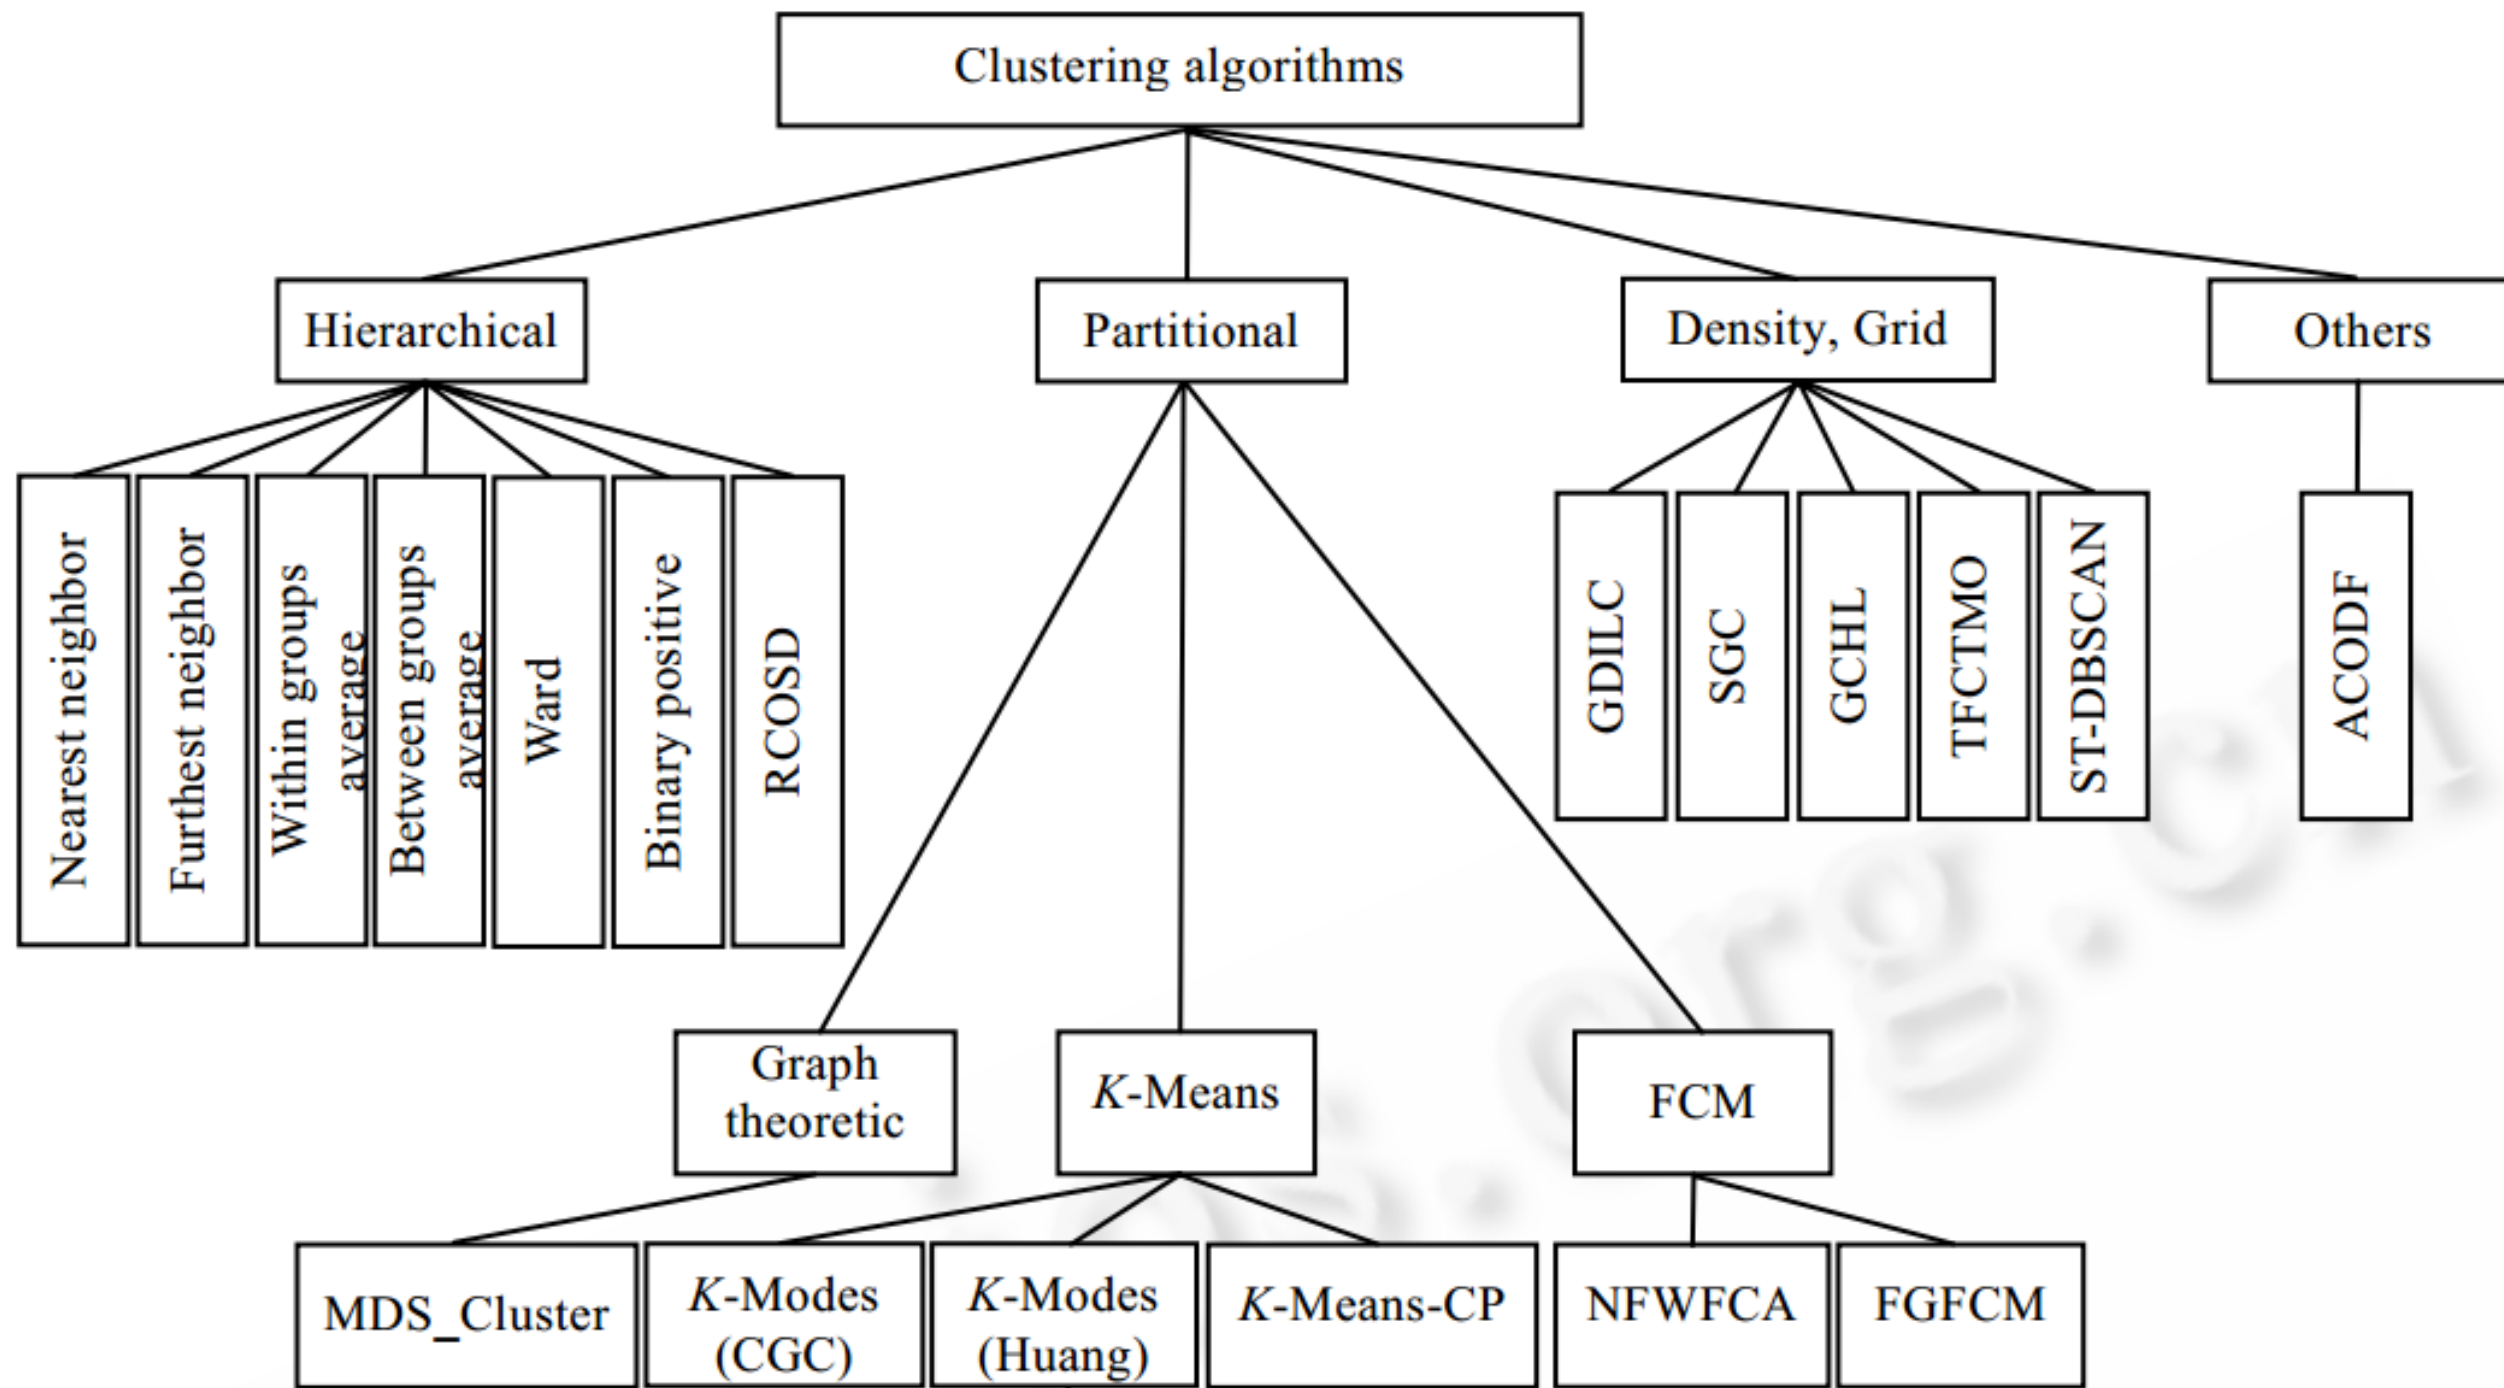 Clustering algorithms
Hierarchical
Partitional
Density, Grid
Others
Nearest neighbor
Furthest neighbor
Within groups
average
Between groups
average
Ward
Binary positive
RCOSD
GDILC
SGC
GCHL
TFCTMO
ST-DBSCAN
ACODF
Graph
theoretic
K-Means
FCM
MDS_Cluster
K-Modes
(CGC)
K-Modes
(Huang)
K-Means-CP
NFWFCA
FGFCM